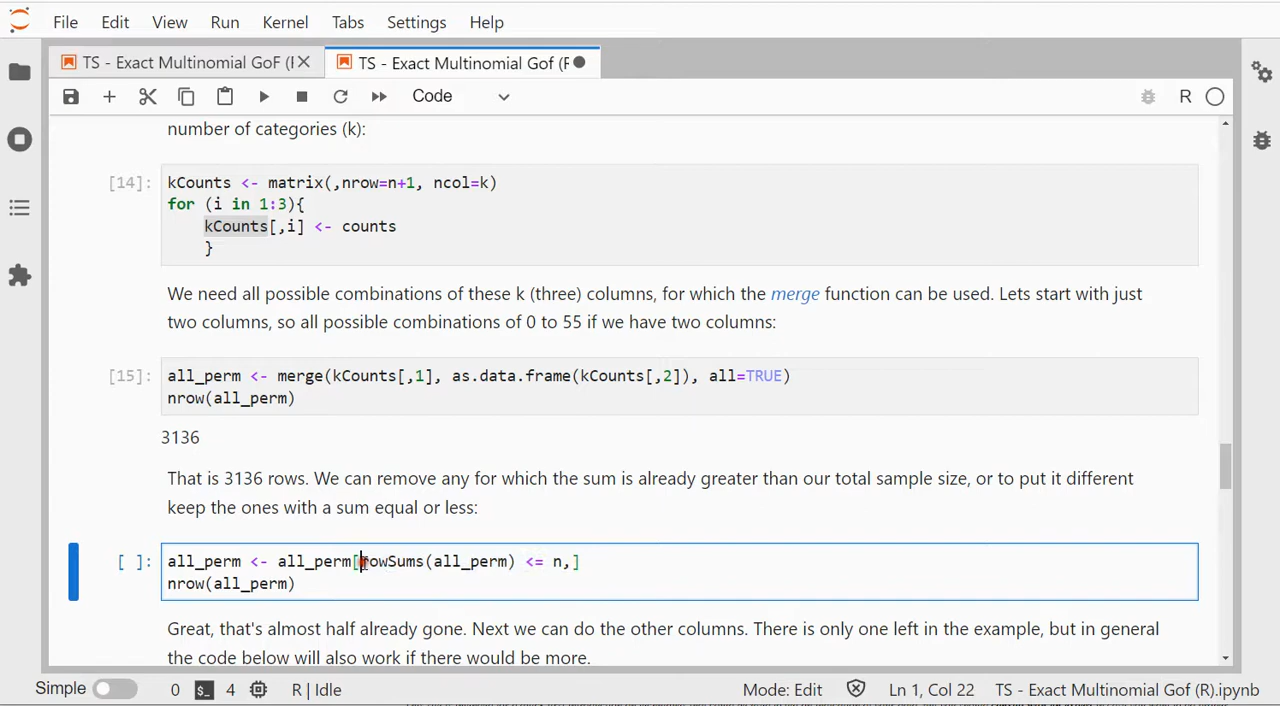 File Edit View Run Kernel Tabs Settings Help
TS - Exact Multinomial GoF (I
TS - Exact Multinomial Gof (F
Code
R
number of categories (k):
[14]: kCounts <- matrix(,nrow=n+1, ncol=k)
for (i in 1:3){
kCounts[,i] <- counts
}
We need all possible combinations of these k (three) columns, for which the merge function can be used. Lets start with just
two columns, so all possible combinations of 0 to 55 if we have two columns:
[15]: all_perm <- merge(kCounts[,1], as.data.frame(kCounts[,2]), all=TRUE)
nrow(all_perm)
3136
That is 3136 rows. We can remove any for which the sum is already greater than our total sample size, or to put it different
keep the ones with a sum equal or less:
[ ]: all_perm <- all_perm[rowSums(all_perm) <= n,]
nrow(all_perm)
Great, that's almost half already gone. Next we can do the other columns. There is only one left in the example, but in general
the code below will also work if there would be more.
Simple 0 4 R | Idle Mode: Edit Ln 1, Col 22 TS - Exact Multinomial Gof (R).ipynb